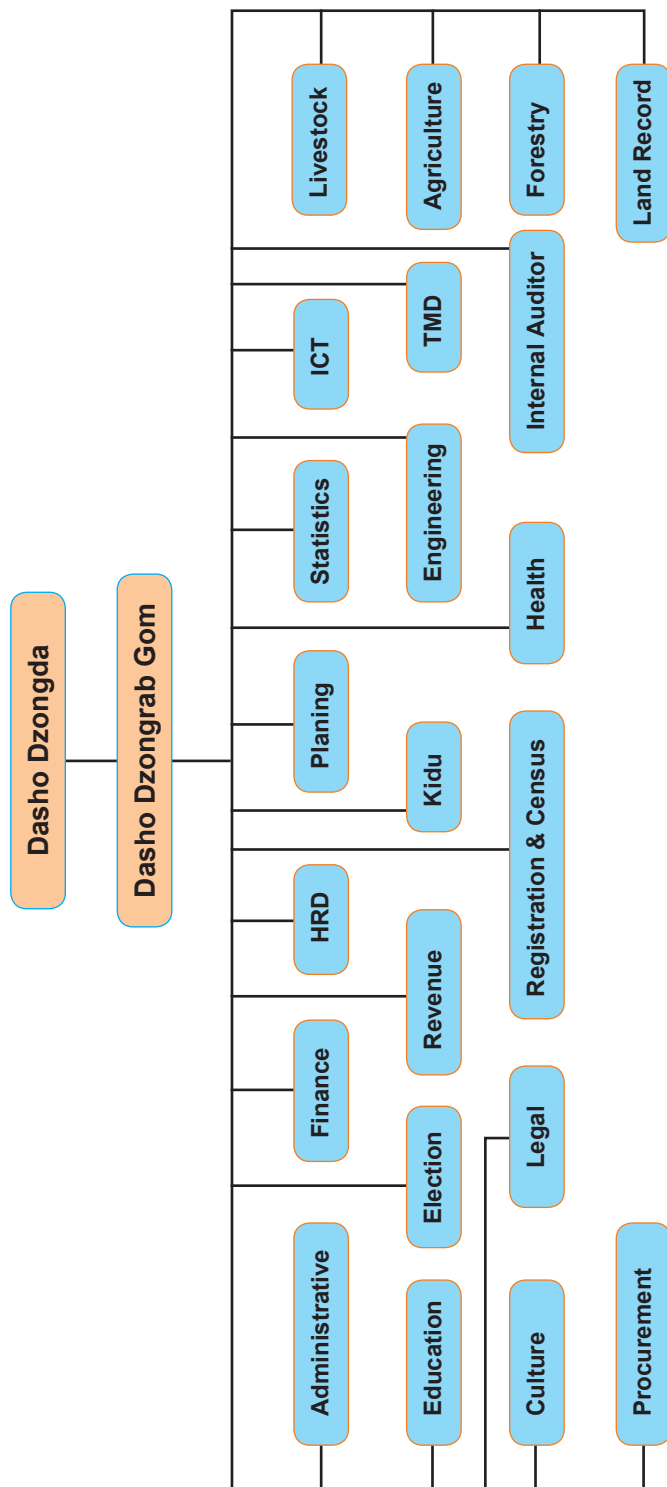 Dasho Dzongda
Dasho Dzongrab Gom
Administrative
Finance
HRD
Planing
Statistics
ICT
Livestock
Education
Election
Revenue
Kidu
Engineering
TMD
Agriculture
Culture
Legal
Registration & Census
Health
Internal Auditor
Forestry
Procurement
Land Record